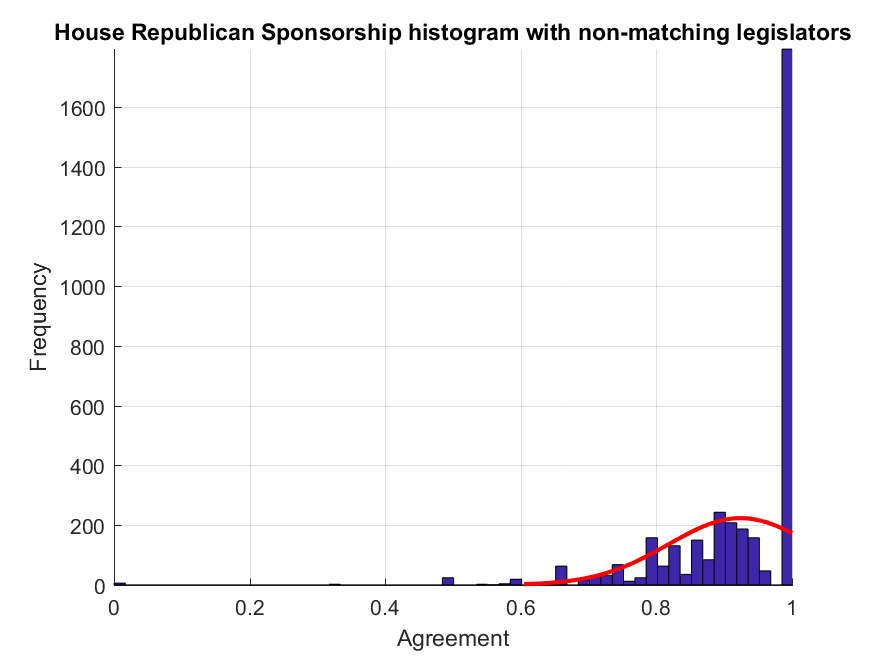 House Republican Sponsorship histogram with non-matching legislators
1600
1400
1200
1000
800
600
400
200
0
Frequency
0 0.2 0.4 0.6 0.8 1
Agreement